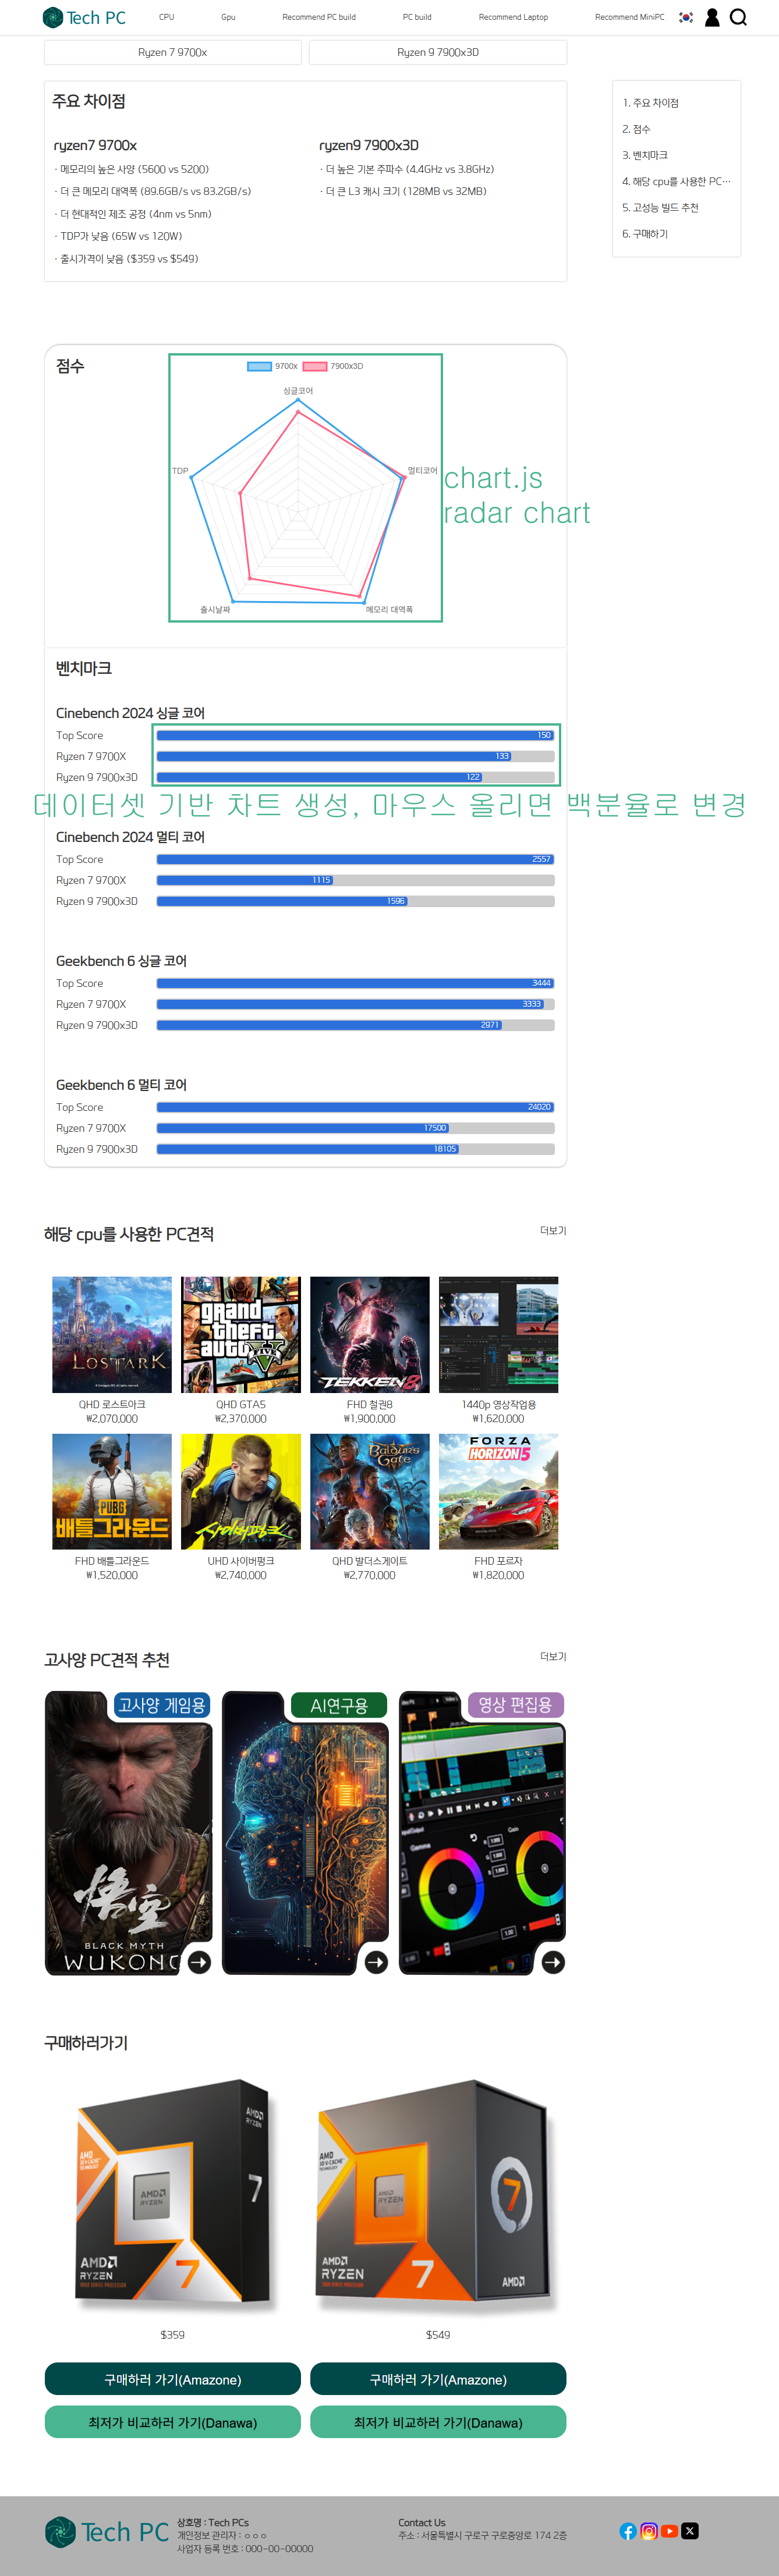 Tech PC
CPU
Gpu
Recommend PC build
PC build
Recommend Laptop
Recommend MiniPC
Ryzen 7 9700x
Ryzen 9 7900x3D
주요 차이점
ryzen7 9700x
· 메모리의 높은 사양 (5600 vs 5200)
· 더 큰 메모리 대역폭 (89.6GB/s vs 83.2GB/s)
· 더 현대적인 제조 공정 (4nm vs 5nm)
· TDP가 낮음 (65W vs 120W)
· 출시가격이 낮음 ($359 vs $549)
ryzen9 7900x3D
· 더 높은 기본 주파수 (4.4GHz vs 3.8GHz)
· 더 큰 L3 캐시 크기 (128MB vs 32MB)
1. 주요 차이점
2. 점수
3. 벤치마크
4. 해당 cpu를 사용한 PC…
5. 고성능 빌드 추천
6. 구매하기
점수
9700x
7900x3D
싱글코어
TDP
멀티코어
출시날짜
메모리 대역폭
chart.js
radar chart
벤치마크
Cinebench 2024 싱글 코어
Top Score 150
Ryzen 7 9700X 133
Ryzen 9 7900x3D 122
데이터셋 기반 차트 생성, 마우스 올리면 백분율로 변경
Cinebench 2024 멀티 코어
Top Score 2557
Ryzen 7 9700X 1115
Ryzen 9 7900x3D 1596
Geekbench 6 싱글 코어
Top Score 3444
Ryzen 7 9700X 3333
Ryzen 9 7900x3D 2971
Geekbench 6 멀티 코어
Top Score 24020
Ryzen 7 9700X 17500
Ryzen 9 7900x3D 18105
해당 cpu를 사용한 PC견적
더보기
LOST ARK
grand
theft
auto
FIVE
TEKKEN 8
QHD 로스트아크
₩2,070,000
QHD GTA5
₩2,370,000
FHD 철권8
₩1,900,000
1440p 영상작업용
₩1,620,000
PUBG
배틀그라운드
사이버펑크
Baldur's
Gate
FORZA
HORIZON 5
FHD 배틀그라운드
₩1,520,000
UHD 사이버펑크
₩2,740,000
QHD 발더스게이트
₩2,770,000
FHD 포르자
₩1,820,000
고사양 PC견적 추천
더보기
고사양 게임용
AI연구용
영상 편집용
悟空
BLACK MYTH
WUKONG
구매하러가기
AMD
RYZEN
7
AMD
3D V-CACHE
TECHNOLOGY
AMD
RYZEN
AMD
RYZEN
7
AMD
3D V-CACHE
TECHNOLOGY
AMD
RYZEN
7
AMD
RYZEN
7
AMD
$359
$549
구매하러 가기(Amazone)
구매하러 가기(Amazone)
최저가 비교하러 가기(Danawa)
최저가 비교하러 가기(Danawa)
Tech PC
상호명 : Tech PCs
개인정보 관리자 : ㅇㅇㅇ
사업자 등록 번호 : 000-00-00000
Contact Us
주소 : 서울특별시 구로구 구로중앙로 174 2층